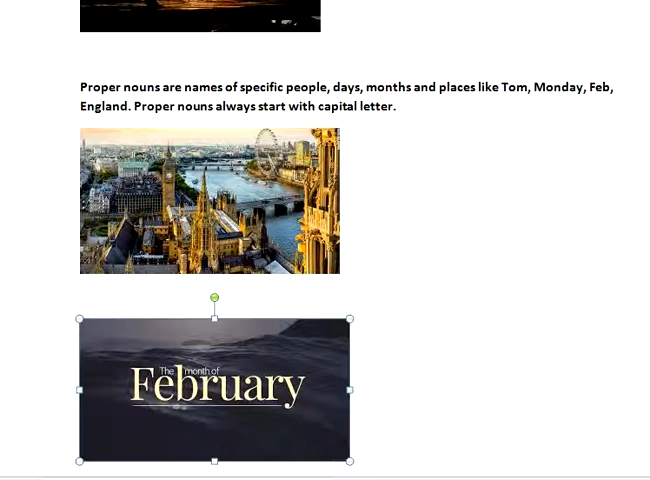 Proper nouns are names of specific people, days, months and places like Tom, Monday, Feb,
England. Proper nouns always start with capital letter.
The month of
February